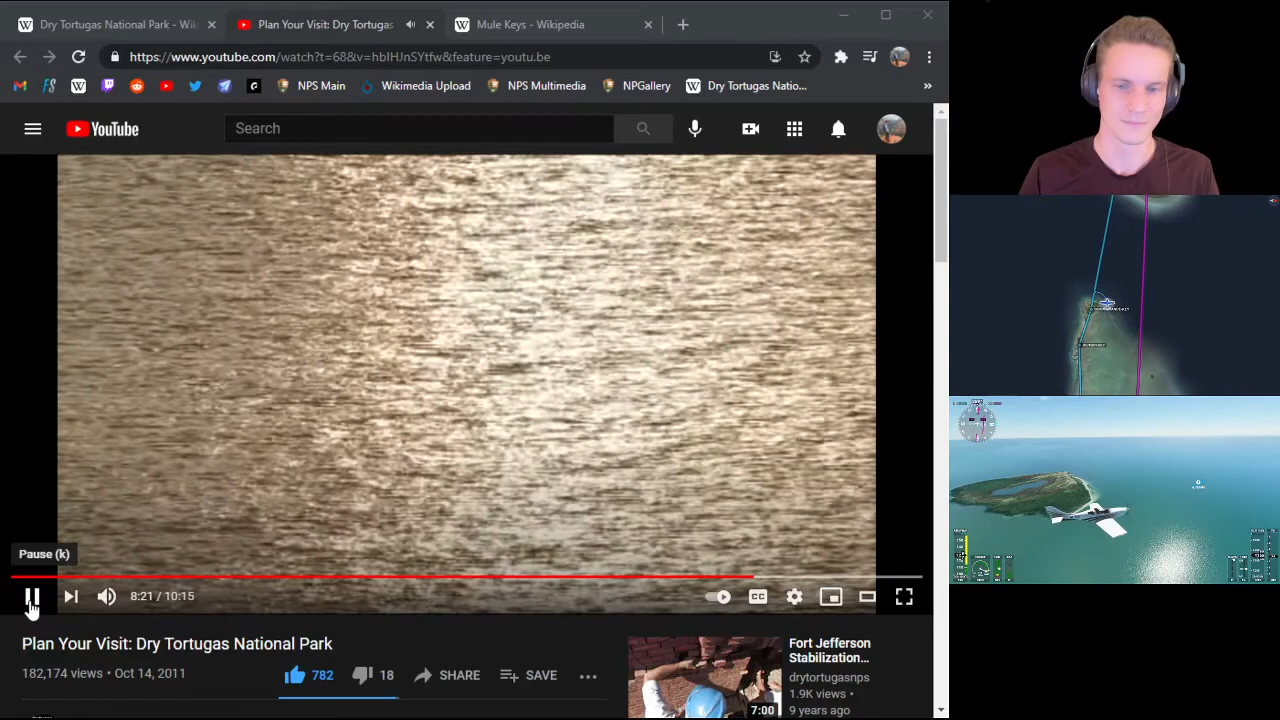 Dry Tortugas National Park - Wik
Plan Your Visit: Dry Tortugas
Mule Keys - Wikipedia
https://www.youtube.com/watch?t=68&v=hbIHJnSYtfw&feature=youtu.be
NPS Main
Wikimedia Upload
NPS Multimedia
NPGallery
Dry Tortugas Natio...
YouTube
Search
Pause (k)
8:21 / 10:15
CC
Plan Your Visit: Dry Tortugas National Park
182,174 views • Oct 14, 2011
782
18
SHARE
SAVE
7:00
Fort Jefferson
Stabilization...
drytortugasnps
1.9K views •
9 years ago